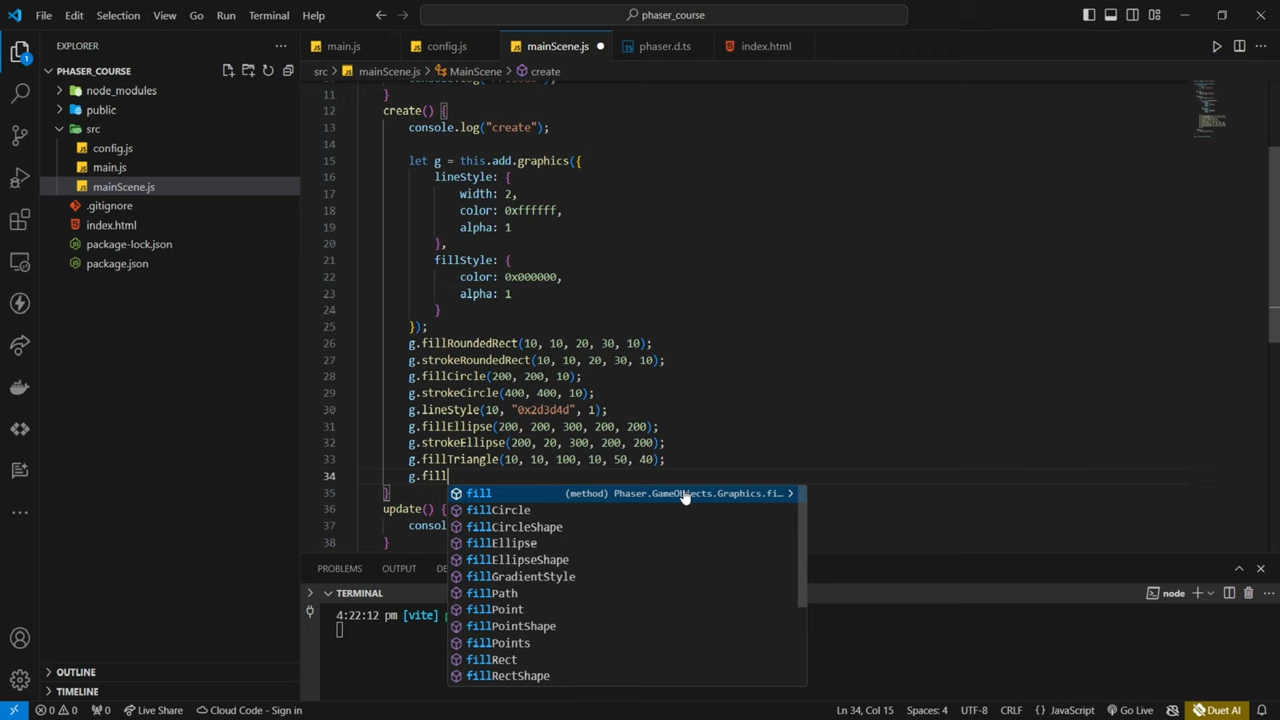 File Edit Selection View Go Run Terminal Help
phaser_course
EXPLORER
main.js
config.js
mainScene.js
phaser.d.ts
index.html
src > mainScene.js > MainScene > create
PHASER_COURSE
node_modules
public
src
config.js
main.js
mainScene.js
.gitignore
index.html
package-lock.json
package.json
OUTLINE
TIMELINE
11 }
12 create() {
13 console.log("create");
14
15 let g = this.add.graphics({
16 lineStyle: {
17 width: 2,
18 color: 0xffffff,
19 alpha: 1
20 },
21 fillStyle: {
22 color: 0x000000,
23 alpha: 1
24 }
25 });
26 g.fillRoundedRect(10, 10, 20, 30, 10);
27 g.strokeRoundedRect(10, 10, 20, 30, 10);
28 g.fillCircle(200, 200, 10);
29 g.strokeCircle(400, 400, 10);
30 g.lineStyle(10, "0x2d3d4d", 1);
31 g.fillEllipse(200, 200, 300, 200, 200);
32 g.strokeEllipse(200, 20, 300, 200, 200);
33 g.fillTriangle(10, 10, 100, 10, 50, 40);
34 g.fill
35 }
36 update() {
37 consol
38 }
fill (method) Phaser.GameObjects.Graphics.fi...
fillCircle
fillCircleShape
fillEllipse
fillEllipseShape
fillGradientStyle
fillPath
fillPoint
fillPointShape
fillPoints
fillRect
fillRectShape
PROBLEMS OUTPUT DE
TERMINAL
node
4:22:12 pm [vite]
0 0 0 Live Share Cloud Code - Sign in
Ln 34, Col 15 Spaces: 4 UTF-8 CRLF {} JavaScript Go Live Duet AI